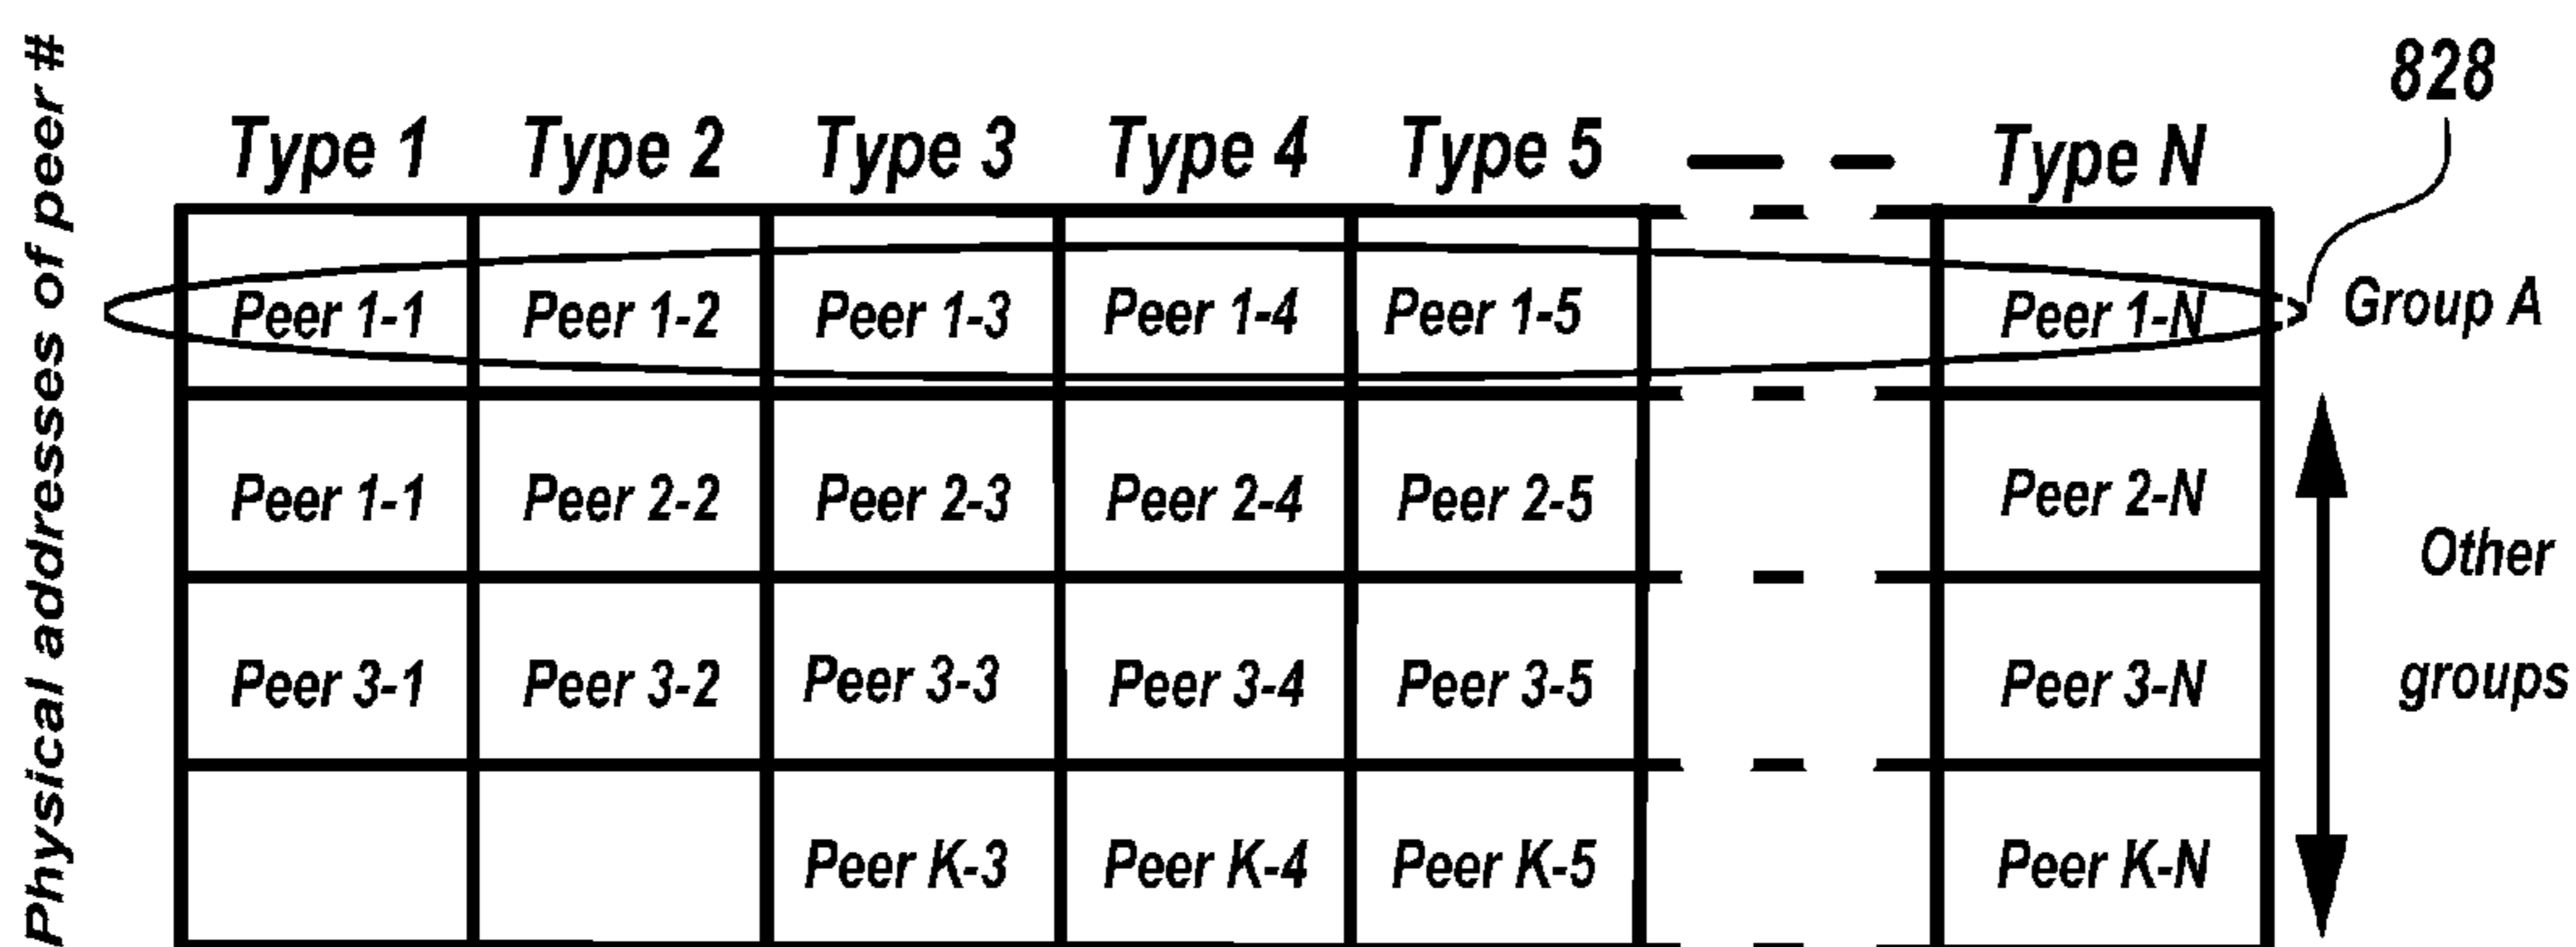 Physical addresses of peer #
828
Type 1 Type 2 Type 3 Type 4 Type 5 Type N
Peer 1-1 Peer 1-2 Peer 1-3 Peer 1-4 Peer 1-5 Peer 1-N Group A
Peer 1-1 Peer 2-2 Peer 2-3 Peer 2-4 Peer 2-5 Peer 2-N
Other
Peer 3-1 Peer 3-2 Peer 3-3 Peer 3-4 Peer 3-5 Peer 3-N groups
Peer K-3 Peer K-4 Peer K-5 Peer K-N